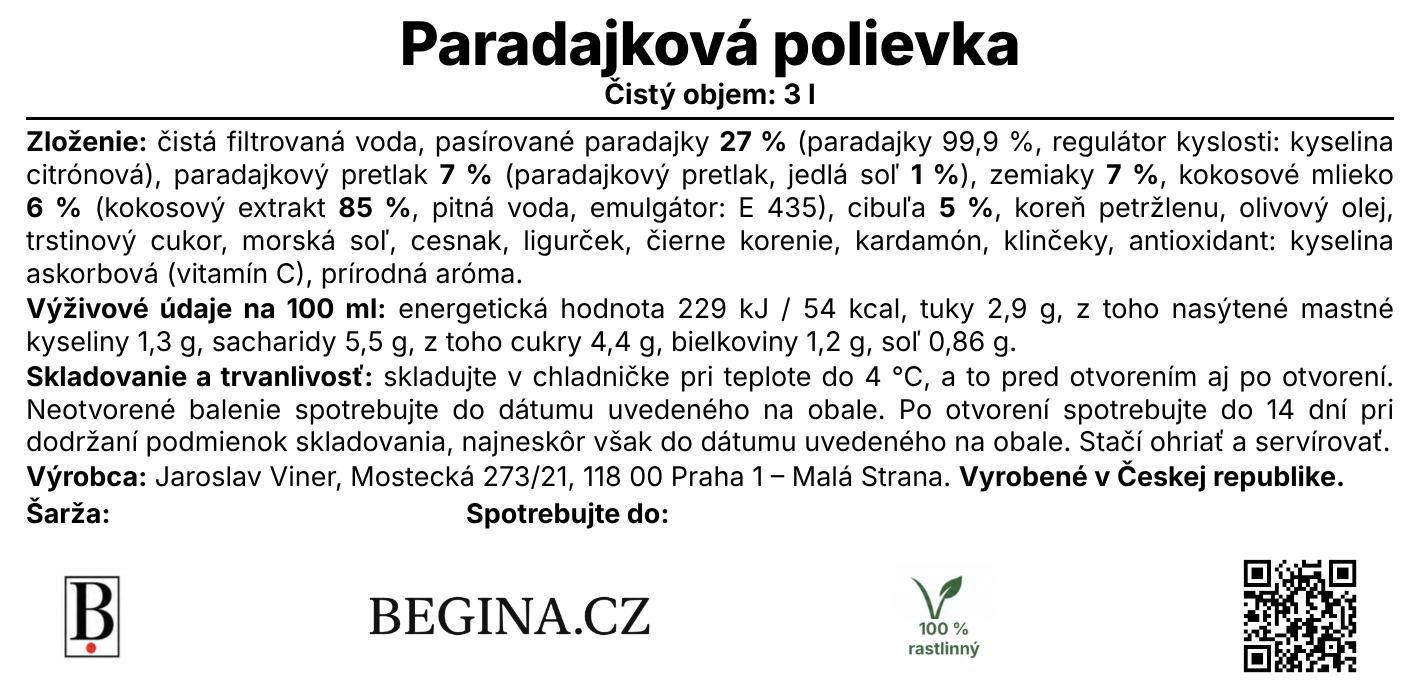 Paradajková polievka
Čistý objem: 3 l
Zloženie: čistá filtrovaná voda, pasírované paradajky 27 % (paradajky 99,9 %, regulátor kyslosti: kyselina
citrónová), paradajkový pretlak 7 % (paradajkový pretlak, jedlá soľ 1 %), zemiaky 7 %, kokosové mlieko
6 % (kokosový extrakt 85 %, pitná voda, emulgátor: E 435), cibuľa 5 %, koreň petržlenu, olivový olej,
trstinový cukor, morská soľ, cesnak, ligurček, čierne korenie, kardamón, klinčeky, antioxidant: kyselina
askorbová (vitamín C), prírodná aróma.
Výživové údaje na 100 ml: energetická hodnota 229 kJ / 54 kcal, tuky 2,9 g, z toho nasýtené mastné
kyseliny 1,3 g, sacharidy 5,5 g, z toho cukry 4,4 g, bielkoviny 1,2 g, soľ 0,86 g.
Skladovanie a trvanlivosť: skladujte v chladničke pri teplote do 4 °C, a to pred otvorením aj po otvorení.
Neotvorené balenie spotrebujte do dátumu uvedeného na obale. Po otvorení spotrebujte do 14 dní pri
dodržaní podmienok skladovania, najneskôr však do dátumu uvedeného na obale. Stačí ohriať a servírovať.
Výrobca: Jaroslav Viner, Mostecká 273/21, 118 00 Praha 1 – Malá Strana. Vyrobené v Českej republike.
Šarža: Spotrebujte do:
B
BEGINA.CZ
100 %
rastlinný